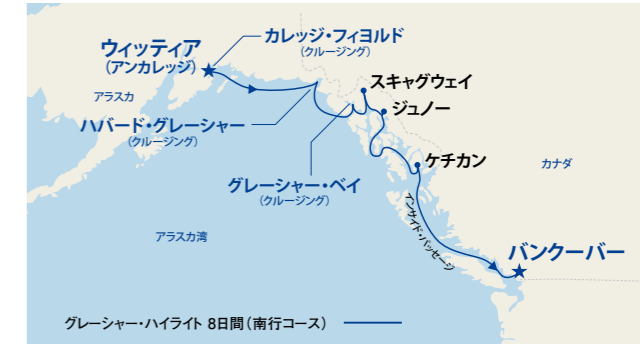 カレッジ・フィヨルド
(クルージング)
ウィッティア
(アンカレッジ)
アラスカ
スキャグウェイ
ジュノー
ハバード・グレーシャー
(クルージング)
ケチカン
カナダ
グレーシャー・ベイ
(クルージング)
インサイド・パッセージ
アラスカ湾
バンクーバー
グレーシャー・ハイライト 8日間(南行コース)